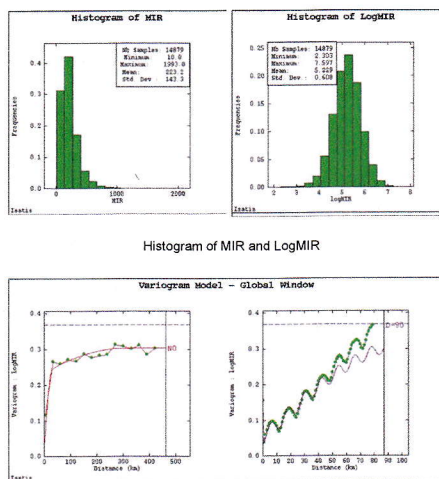 Histogram of MIR
Nb Samples: 14879
Minimum: 10.0
Maximum: 1993.0
Mean: 223.2
Std Dev: 143.3
Frequencies
0.4
0.3
0.2
0.1
0.0
0 1000 2000
MIR
Isatis
Histogram of LogMIR
Nb Samples: 14879
Minimum: 2.303
Maximum: 7.597
Mean: 5.229
Std Dev: 0.608
Frequencies
0.25
0.20
0.15
0.10
0.05
0.00
2 3 4 5 6 7 8
logMIR
Isatis
Histogram of MIR and LogMIR
Variogram Model - Global Window
Variogram : logMIR
0.4
0.3
0.2
0.1
0.0
N0
0 100 200 300 400 500
Distance (km)
Variogram : logMIR
0.4
0.3
0.2
0.1
0.0
D-90
0 10 20 30 40 50 60 70 80 90
Distance (km)
Isatis